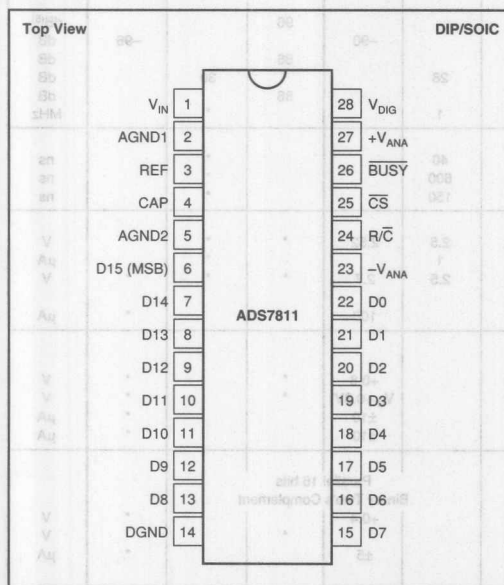 Top View DIP/SOIC
V_IN 1 28 V_DIG
AGND1 2 27 +V_ANA
REF 3 26 B̅U̅S̅Y̅
CAP 4 25 C̅S̅
AGND2 5 24 R/C̅
D15 (MSB) 6 23 –V_ANA
D14 7 22 D0
ADS7811
D13 8 21 D1
D12 9 20 D2
D11 10 19 D3
D10 11 18 D4
D9 12 17 D5
D8 13 16 D6
DGND 14 15 D7